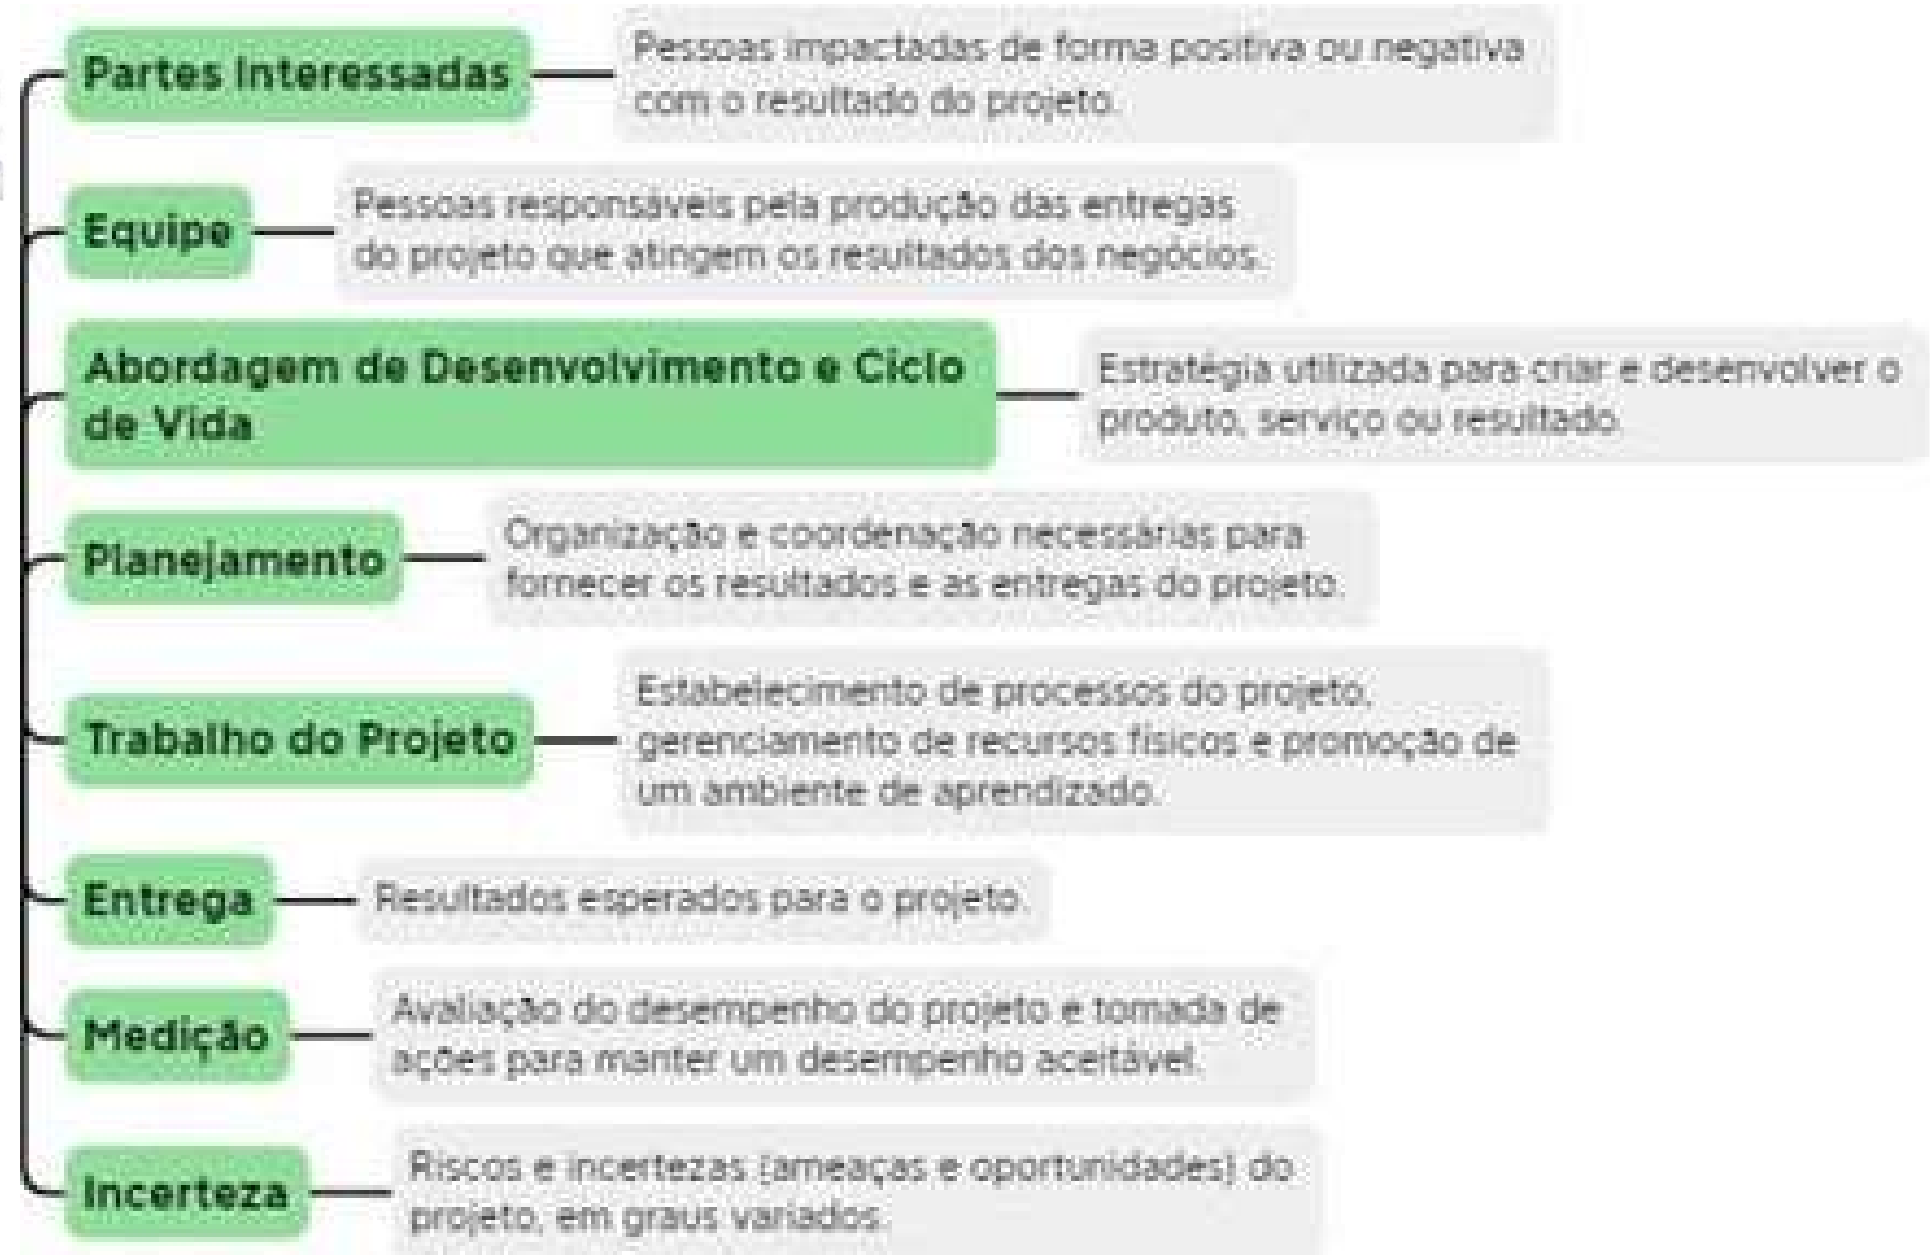 Partes Interessadas
Pessoas impactadas de forma positiva ou negativa
com o resultado do projeto.
Equipe
Pessoas responsáveis pela produção das entregas
do projeto que atingem os resultados dos negócios.
Abordagem de Desenvolvimento e Ciclo
de Vida
Estratégia utilizada para criar e desenvolver o
produto, serviço ou resultado.
Planejamento
Organização e coordenação necessárias para
fornecer os resultados e as entregas do projeto.
Trabalho do Projeto
Estabelecimento de processos do projeto,
gerenciamento de recursos físicos e promoção de
um ambiente de aprendizado.
Entrega
Resultados esperados para o projeto.
Medição
Avaliação do desempenho do projeto e tomada de
ações para manter um desempenho aceitável.
Incerteza
Riscos e incertezas (ameaças e oportunidades) do
projeto, em graus variados.